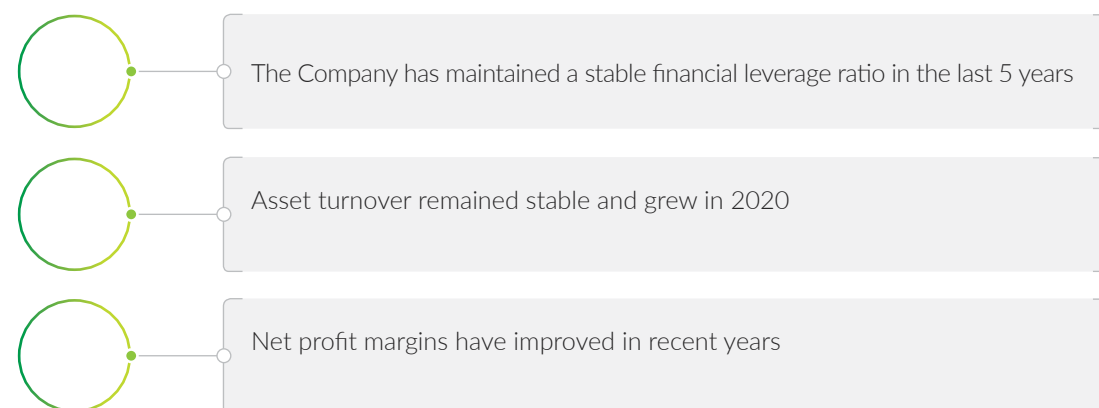 The Company has maintained a stable financial leverage ratio in the last 5 years
Asset turnover remained stable and grew in 2020
Net profit margins have improved in recent years